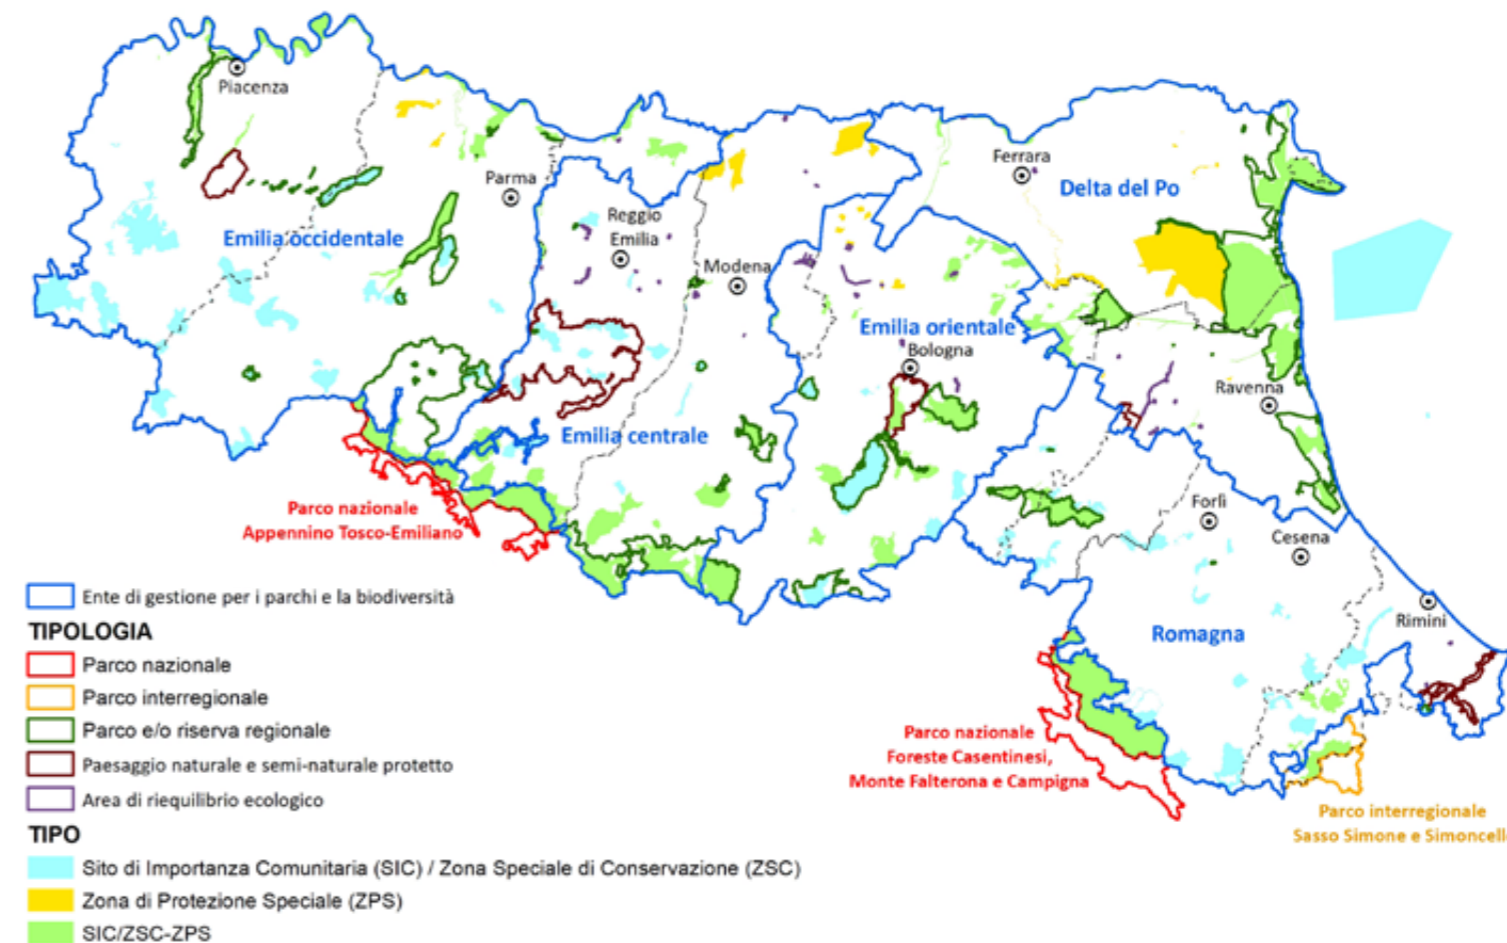 Piacenza
Ferrara
Parma
Delta del Po
Reggio
Emilia
Emilia occidentale
Modena
Emilia orientale
Bologna
Ravenna
Emilia centrale
Forlì
Parco nazionale
Appennino Tosco-Emiliano
Cesena
Rimini
Romagna
Parco nazionale
Foreste Casentinesi,
Monte Falterona e Campigna
Parco interregionale
Sasso Simone e Simoncell
Ente di gestione per i parchi e la biodiversità
TIPOLOGIA
Parco nazionale
Parco interregionale
Parco e/o riserva regionale
Paesaggio naturale e semi-naturale protetto
Area di riequilibrio ecologico
TIPO
Sito di Importanza Comunitaria (SIC) / Zona Speciale di Conservazione (ZSC)
Zona di Protezione Speciale (ZPS)
SIC/ZSC-ZPS